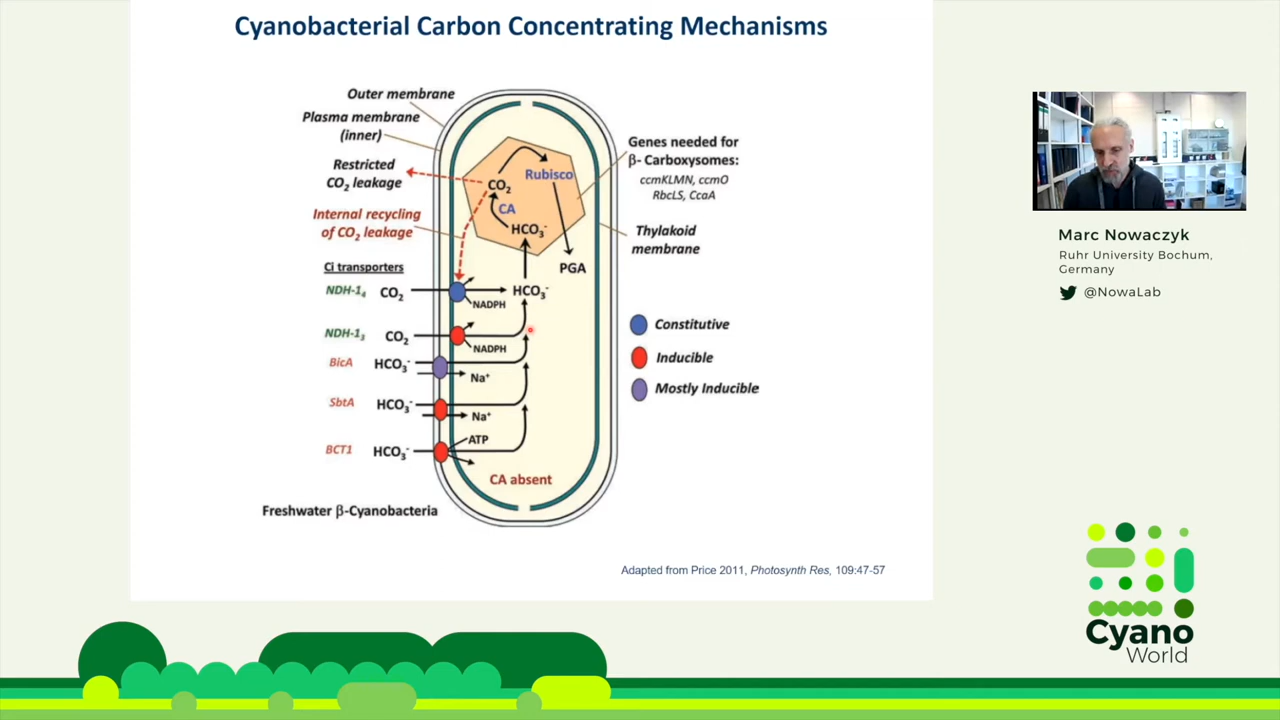 Cyanobacterial Carbon Concentrating Mechanisms
Outer membrane
Plasma membrane
(inner)
Restricted
CO₂ leakage
Internal recycling
of CO₂ leakage
Ci transporters
NDH-1₄
CO₂
NADPH
HCO₃⁻
NDH-1₃
CO₂
NADPH
BicA
HCO₃⁻
Na⁺
SbtA
HCO₃⁻
Na⁺
BCT1
HCO₃⁻
ATP
CA absent
Freshwater β-Cyanobacteria
CO₂
Rubisco
CA
HCO₃⁻
PGA
Genes needed for
β- Carboxysomes:
ccmKLMN, ccmO
RbcLS, CcaA
Thylakoid
membrane
Constitutive
Inducible
Mostly Inducible
Adapted from Price 2011, Photosynth Res, 109:47-57
Marc Nowaczyk
Ruhr University Bochum,
Germany
@NowaLab
Cyano
World